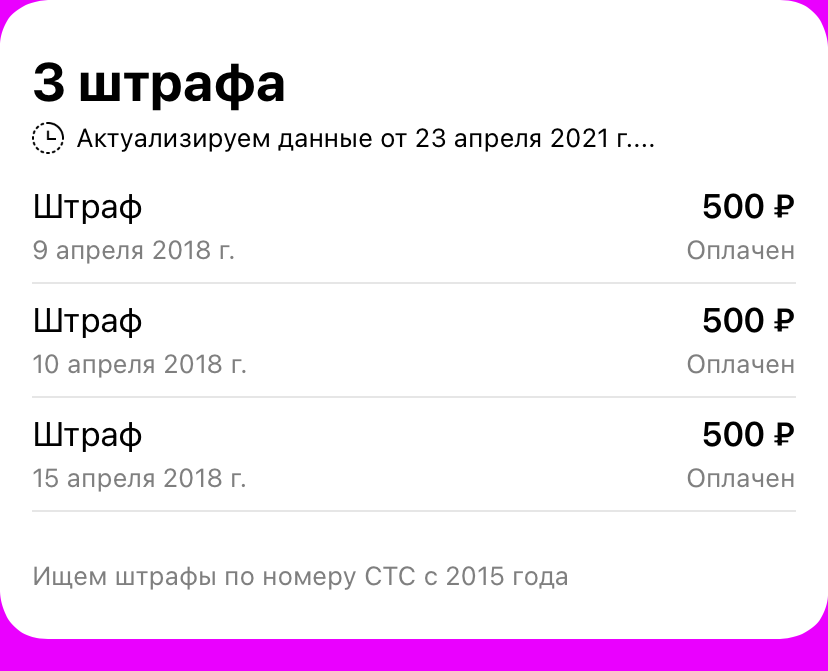 3 штрафа
Актуализируем данные от 23 апреля 2021 г....
Штраф 500 ₽
9 апреля 2018 г. Оплачен
Штраф 500 ₽
10 апреля 2018 г. Оплачен
Штраф 500 ₽
15 апреля 2018 г. Оплачен
Ищем штрафы по номеру СТС с 2015 года